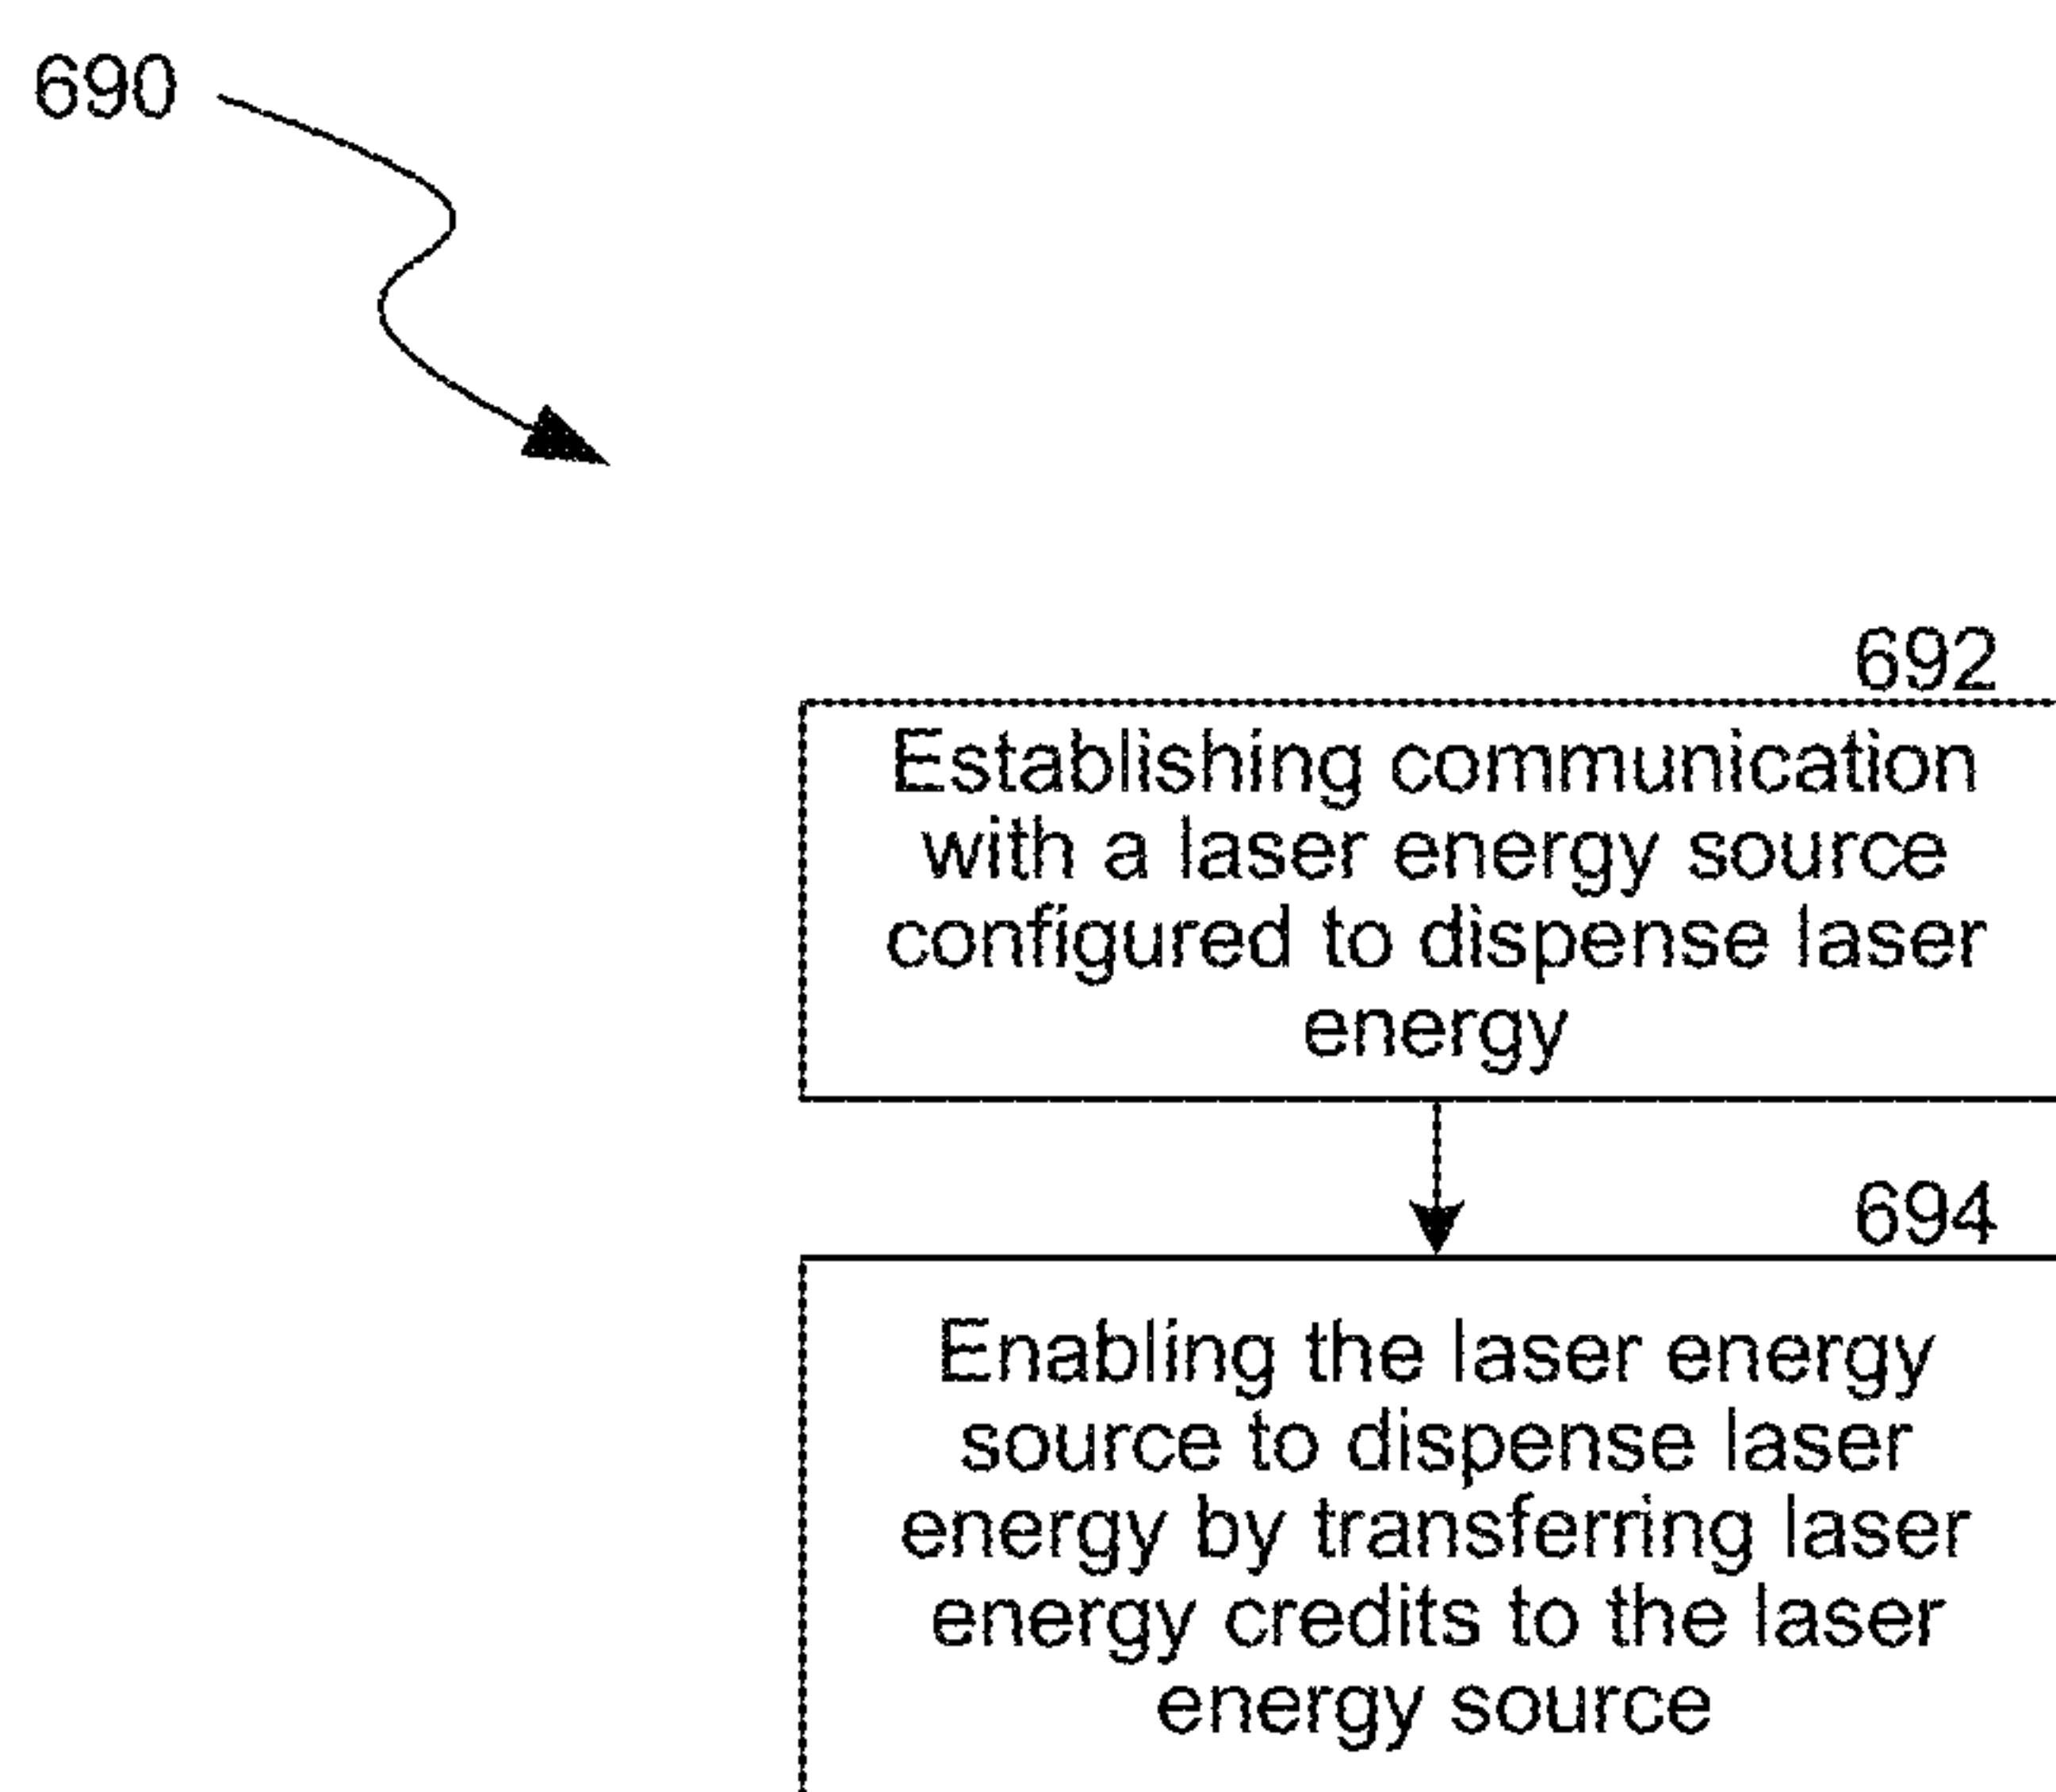 690
692
Establishing communication
with a laser energy source
configured to dispense laser
energy
694
Enabling the laser energy
source to dispense laser
energy by transferring laser
energy credits to the laser
energy source